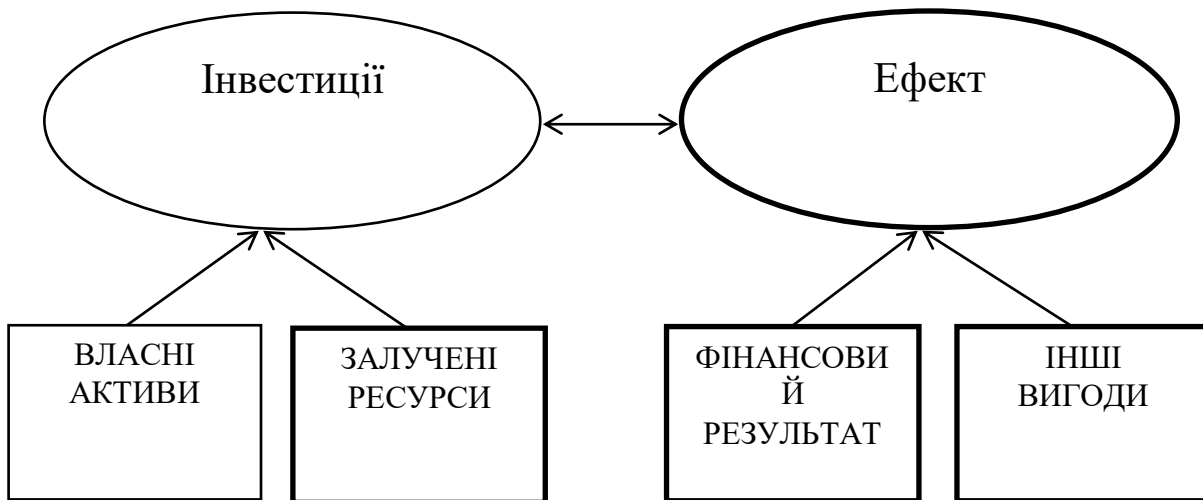 Інвестиції
Ефект
ВЛАСНІ
АКТИВИ
ЗАЛУЧЕНІ
РЕСУРСИ
ФІНАНСОВИ
Й
РЕЗУЛЬТАТ
ІНШІ
ВИГОДИ